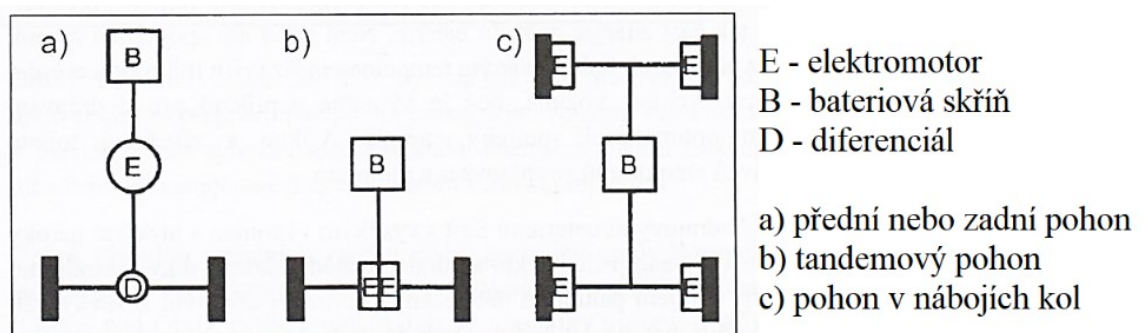 a)
B
E
D
b)
B
E E
c)
E E
B
E E
E - elektromotor
B - bateriová skříň
D - diferenciál
a) přední nebo zadní pohon
b) tandemový pohon
c) pohon v nábojích kol